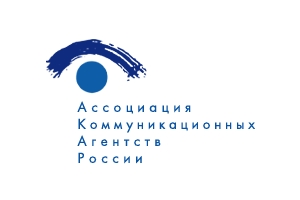 Ассоциация
Коммуникационных
Агентств
России